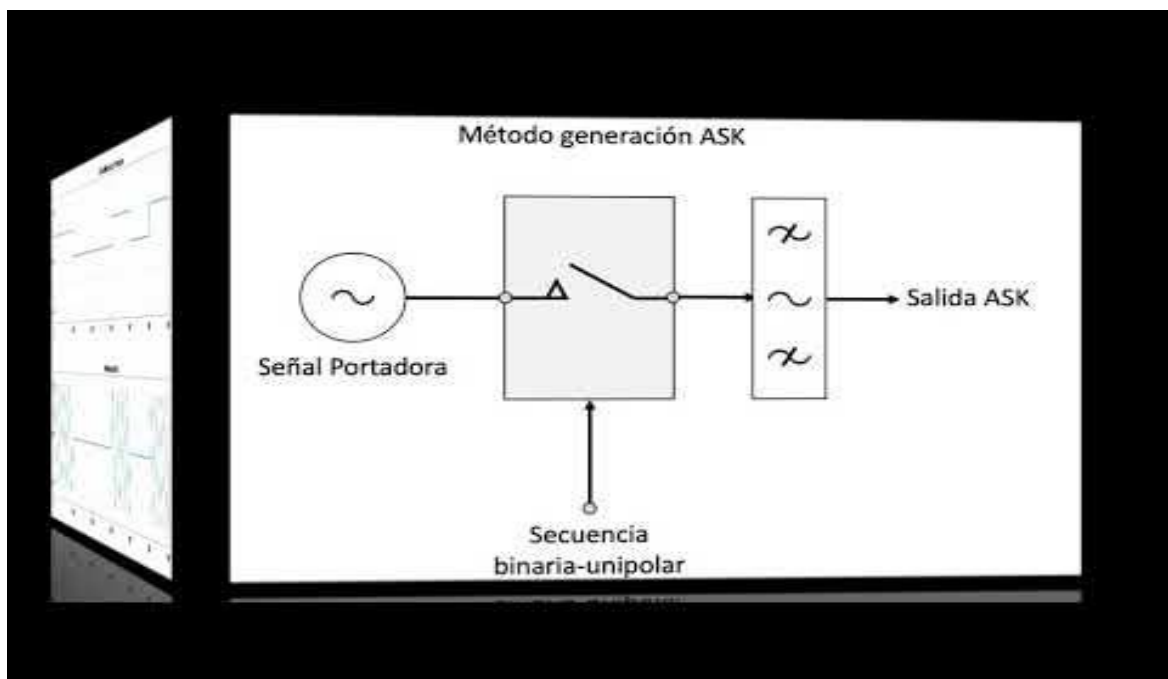 Método generación ASK
Señal Portadora
Salida ASK
Secuencia
binaria-unipolar